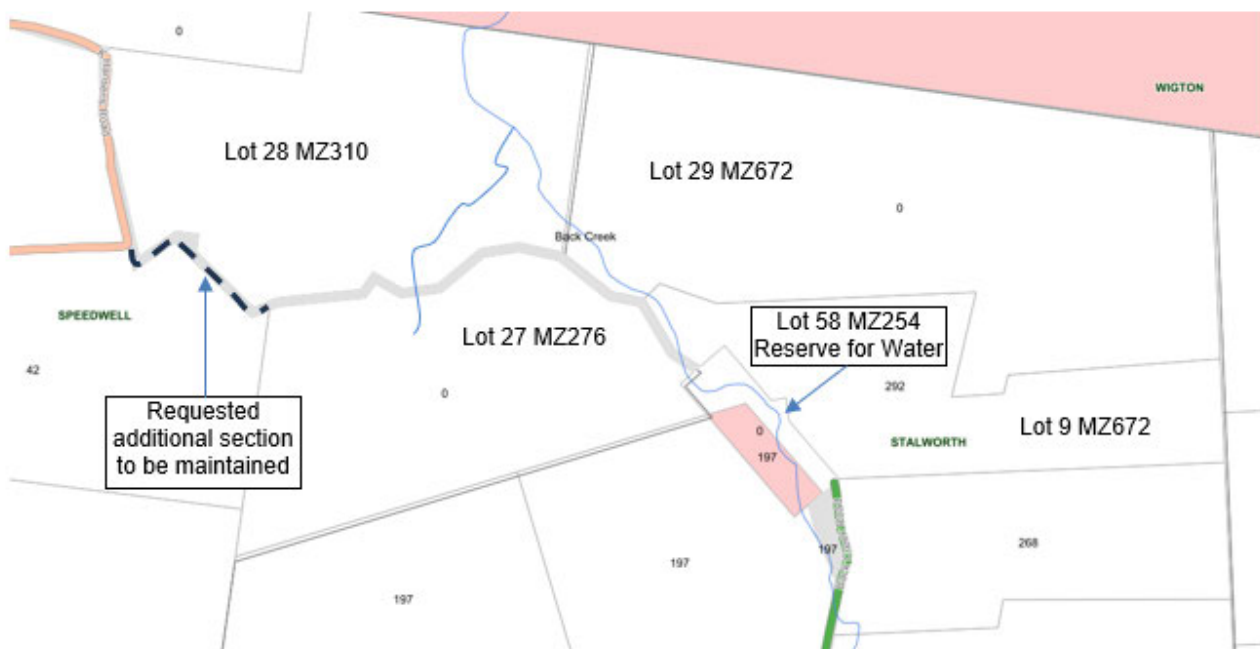 0
WIGTON
Lot 28 MZ310
Lot 29 MZ672
0
Back Creek
SPEEDWELL
Lot 58 MZ254
Reserve for Water
Lot 27 MZ276
42
292
0
Requested
additional section
to be maintained
Lot 9 MZ672
0
197
STALWORTH
197
268
197
197